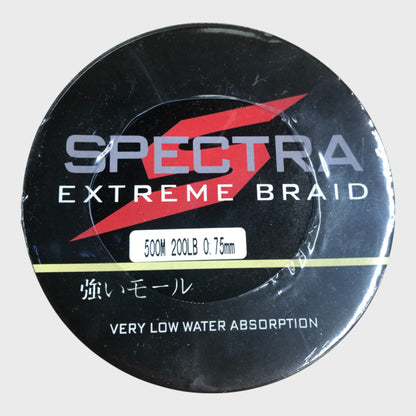 SPECTRA
EXTREME BRAID
500M 200LB 0.75mm
強いモール
VERY LOW WATER ABSORPTION